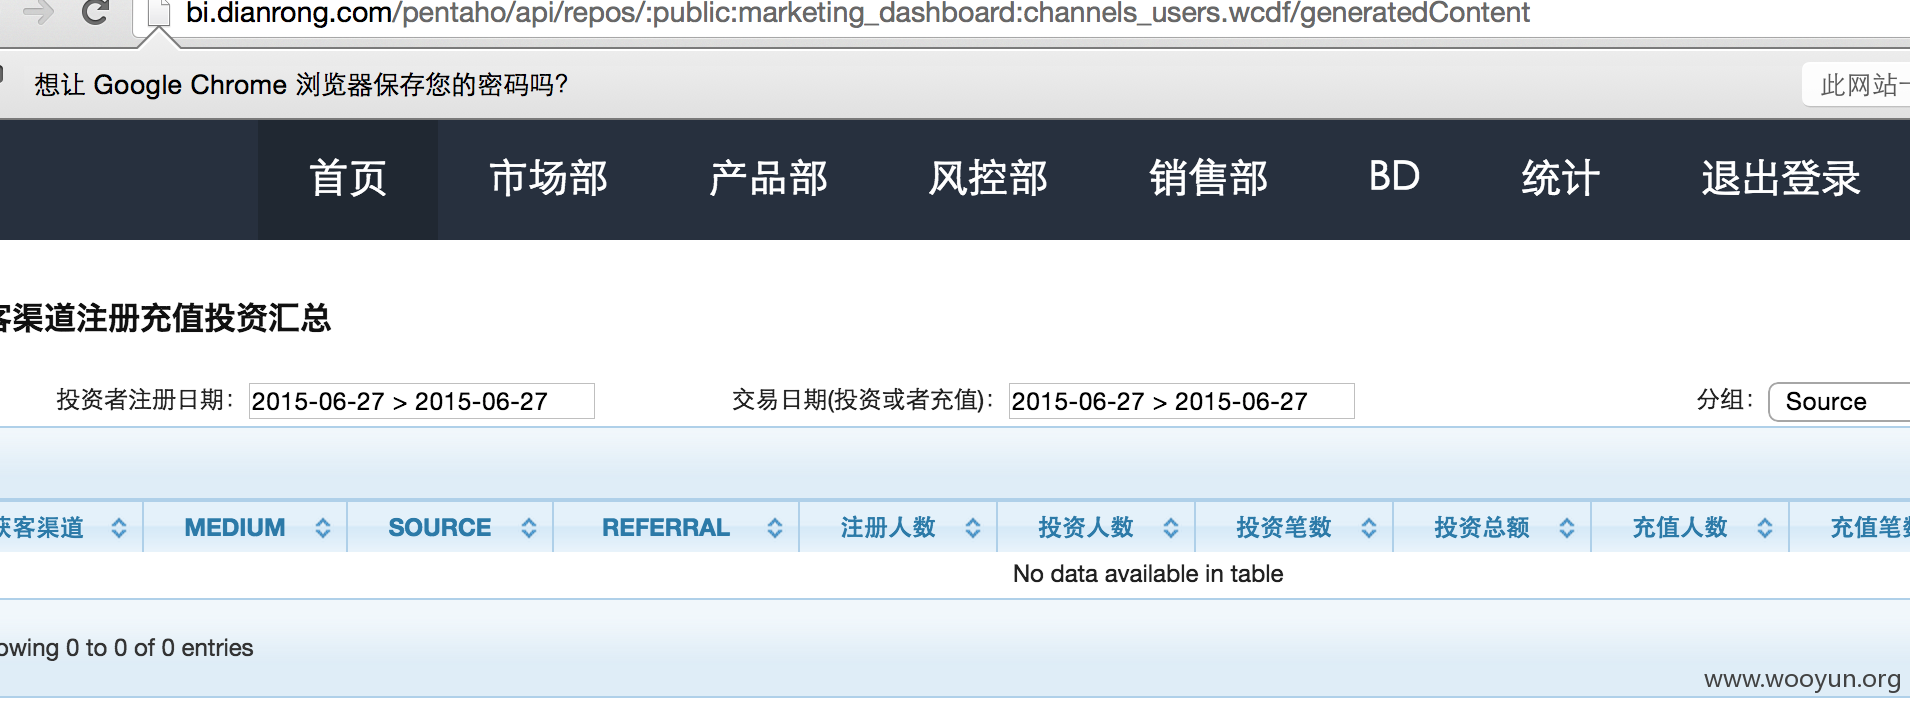 bi.dianrong.com/pentaho/api/repos/:public:marketing_dashboard:channels_users.wcdf/generatedContent
想让 Google Chrome 浏览器保存您的密码吗?
此网站一
首页 市场部 产品部 风控部 销售部 BD 统计 退出登录
客渠道注册充值投资汇总
投资者注册日期: 2015-06-27 > 2015-06-27 交易日期(投资或者充值): 2015-06-27 > 2015-06-27 分组: Source
获客渠道 MEDIUM SOURCE REFERRAL 注册人数 投资人数 投资笔数 投资总额 充值人数 充值笔数
No data available in table
owing 0 to 0 of 0 entries
www.wooyun.org